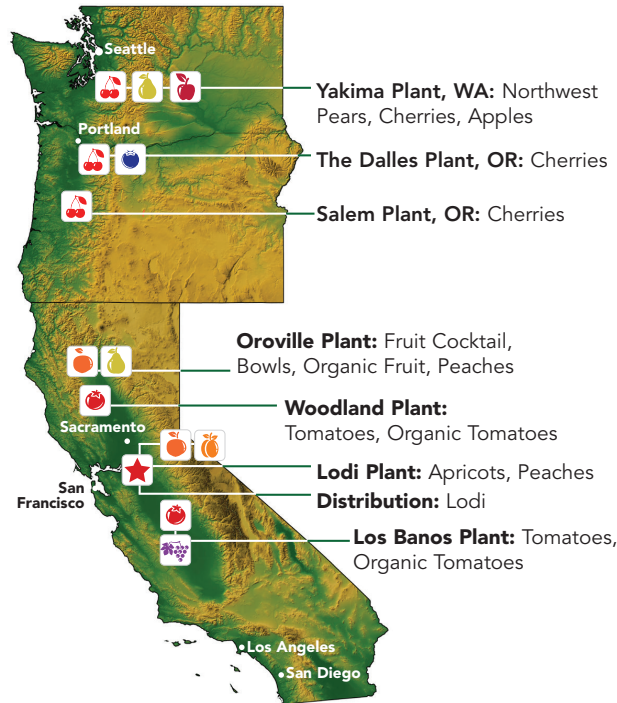 Seattle
Yakima Plant, WA: Northwest
Pears, Cherries, Apples
Portland
The Dalles Plant, OR: Cherries
Salem Plant, OR: Cherries
Oroville Plant: Fruit Cocktail,
Bowls, Organic Fruit, Peaches
Woodland Plant:
Tomatoes, Organic Tomatoes
Sacramento
Lodi Plant: Apricots, Peaches
San
Francisco
Distribution: Lodi
Los Banos Plant: Tomatoes,
Organic Tomatoes
Los Angeles
San Diego